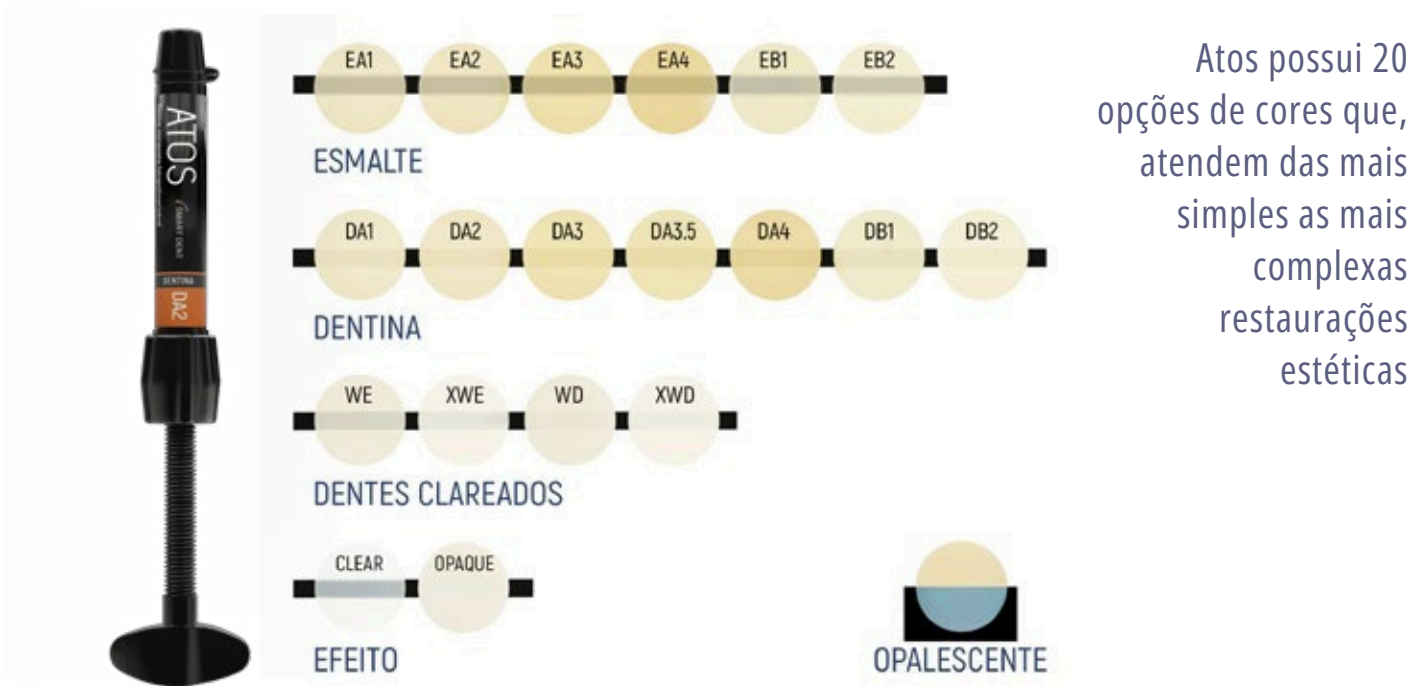 ATOS
SMART DENT
DENTINA
DA2
EA1 EA2 EA3 EA4 EB1 EB2
ESMALTE
DA1 DA2 DA3 DA3.5 DA4 DB1 DB2
DENTINA
WE XWE WD XWD
DENTES CLAREADOS
CLEAR OPAQUE
EFEITO
OPALESCENTE
Atos possui 20
opções de cores que,
atendem das mais
simples as mais
complexas
restaurações
estéticas